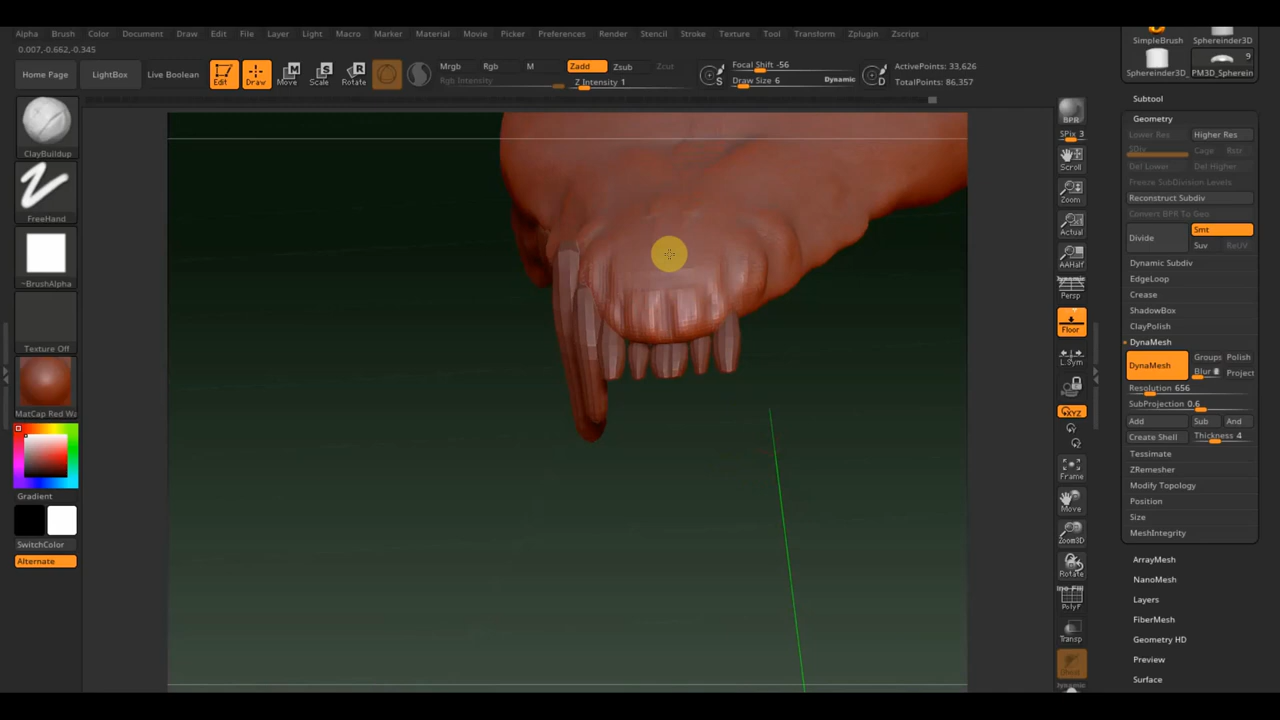 Alpha Brush Color Document Draw Edit File Layer Light Macro Marker Material Movie Picker Preferences Render Stencil Stroke Texture Tool Transform Zplugin Zscript
0.007,-0.662,-0.345
Home Page LightBox Live Boolean Edit Draw Move Scale Rotate
Mrgb Rgb M Zadd Zsub Zcut
Rgb Intensity Z Intensity 1
Focal Shift -56
Draw Size 6 Dynamic
S D
ActivePoints: 33,626
TotalPoints: 86,357
ClayBuildup
FreeHand
~BrushAlpha
Texture Off
MatCap Red Wa
Gradient
SwitchColor
Alternate
BPR
SPix 3
Scroll
Zoom
Actual
AAHalf
Dynamic
Persp
Floor
L.Sym
XYZ
Frame
Move
Zoom3D
Rotate
PolyF
Transp
Dynamic
SimpleBrush Sphereinder3D
9
Sphereinder3D_ PM3D_Spherein
Subtool
Geometry
Lower Res Higher Res
SDiv Cage Rstr
Del Lower Del Higher
Freeze SubDivision Levels
Reconstruct Subdiv
Convert BPR To Geo
Divide Smt
Suv ReUV
Dynamic Subdiv
EdgeLoop
Crease
ShadowBox
ClayPolish
DynaMesh
DynaMesh Groups Polish
Blur Project
Resolution 656
SubProjection 0.6
Add Sub And
Create Shell Thickness 4
Tessimate
ZRemesher
Modify Topology
Position
Size
MeshIntegrity
ArrayMesh
NanoMesh
Layers
FiberMesh
Geometry HD
Preview
Surface